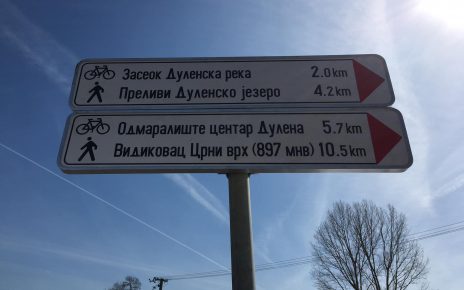 Засеок Дуленска река 2.0 km
Преливи Дуленско језеро 4.2 km
Одмаралиште центар Дулена 5.7 km
Видиковац Црни врх (897 мнв) 10.5 km